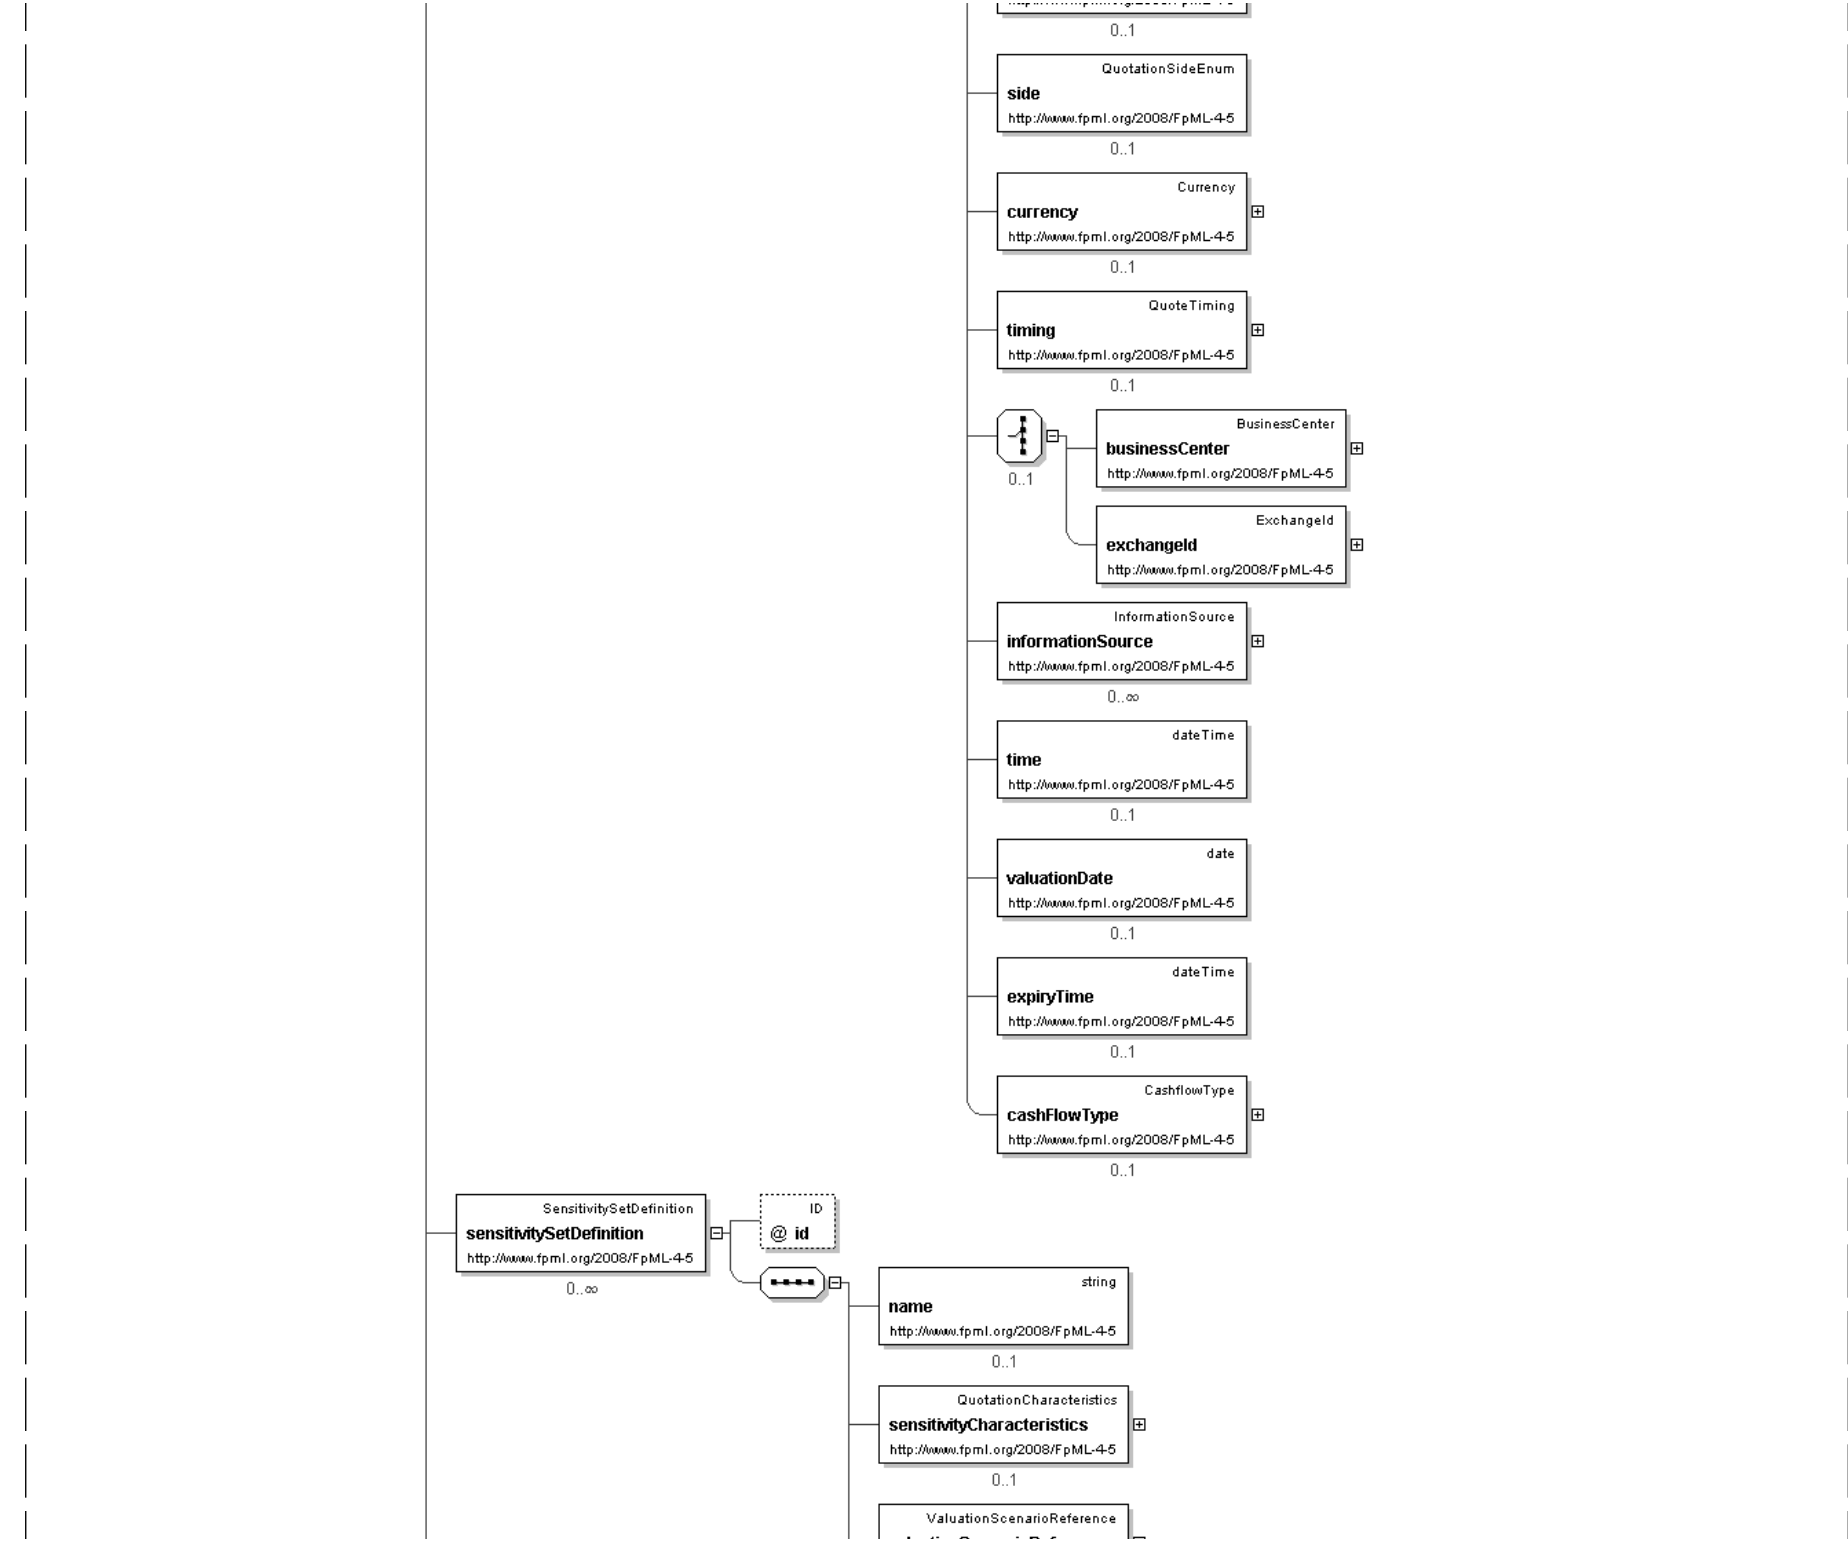 0..1
QuotationSideEnum
side
http://www.fpml.org/2008/FpML-4-5
0..1
Currency
currency
http://www.fpml.org/2008/FpML-4-5
0..1
QuoteTiming
timing
http://www.fpml.org/2008/FpML-4-5
0..1
BusinessCenter
businessCenter
http://www.fpml.org/2008/FpML-4-5
0..1
ExchangeId
exchangeId
http://www.fpml.org/2008/FpML-4-5
InformationSource
informationSource
http://www.fpml.org/2008/FpML-4-5
0..∞
dateTime
time
http://www.fpml.org/2008/FpML-4-5
0..1
date
valuationDate
http://www.fpml.org/2008/FpML-4-5
0..1
dateTime
expiryTime
http://www.fpml.org/2008/FpML-4-5
0..1
CashflowType
cashFlowType
http://www.fpml.org/2008/FpML-4-5
0..1
SensitivitySetDefinition
sensitivitySetDefinition
http://www.fpml.org/2008/FpML-4-5
0..∞
ID
@ id
string
name
http://www.fpml.org/2008/FpML-4-5
0..1
QuotationCharacteristics
sensitivityCharacteristics
http://www.fpml.org/2008/FpML-4-5
0..1
ValuationScenarioReference